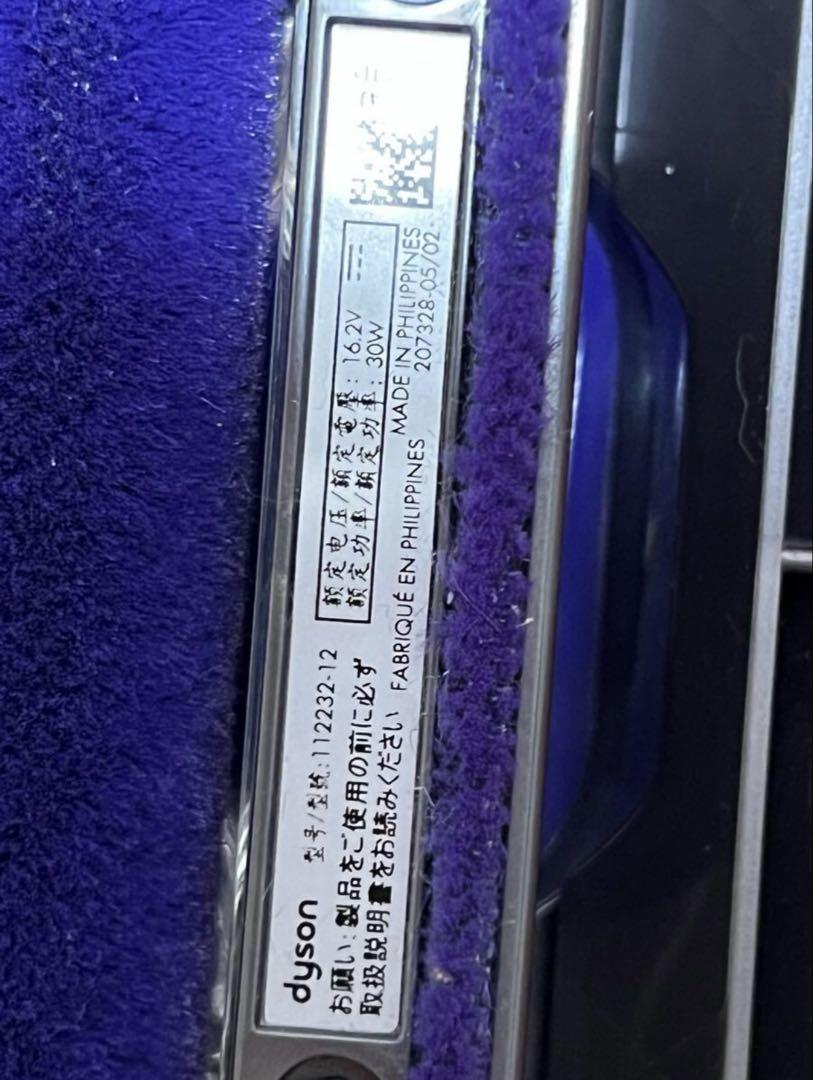 dyson
型号/型號:112232-12
お願い:製品をご使用の前に必ず
取扱説明書をお読みください
额定电压/額定電壓: 16.2V ⎓
额定功率/額定功率: 30W
FABRIQUÉ EN PHILIPPINES MADE IN PHILIPPINES
207328-05/02